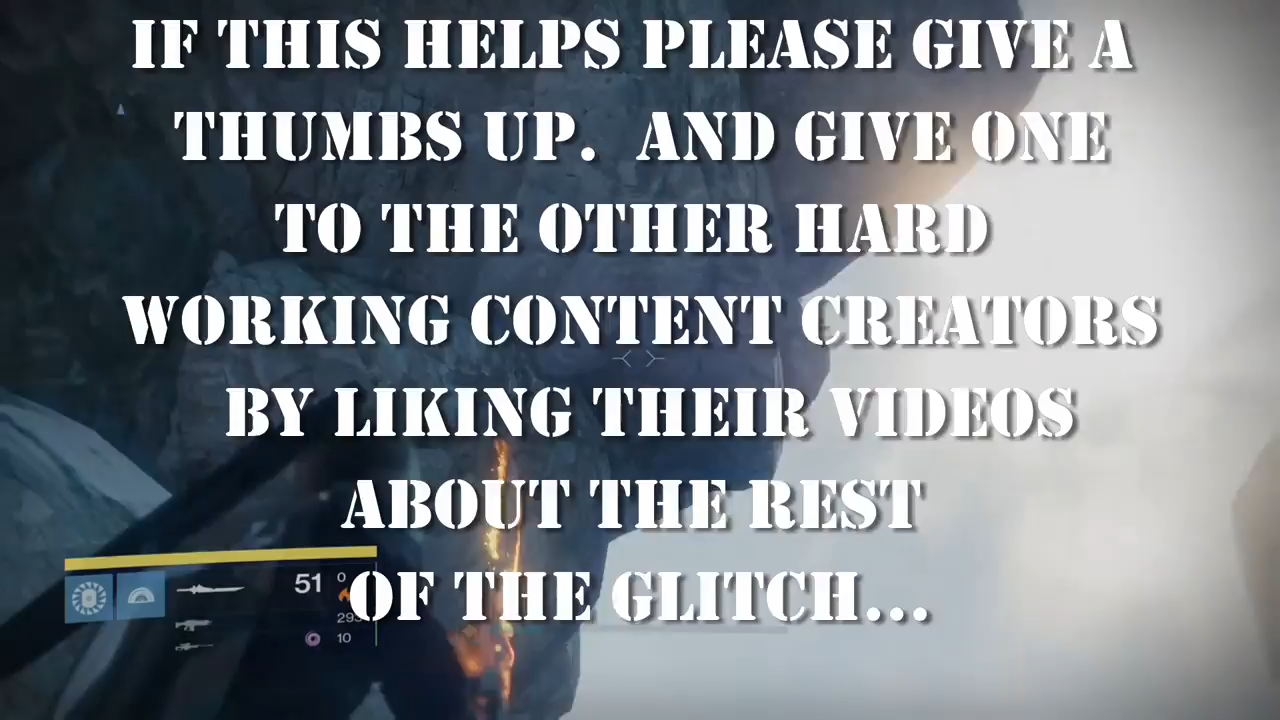 IF THIS HELPS PLEASE GIVE A
THUMBS UP. AND GIVE ONE
TO THE OTHER HARD
WORKING CONTENT CREATORS
BY LIKING THEIR VIDEOS
ABOUT THE REST
OF THE GLITCH...
51 0
10